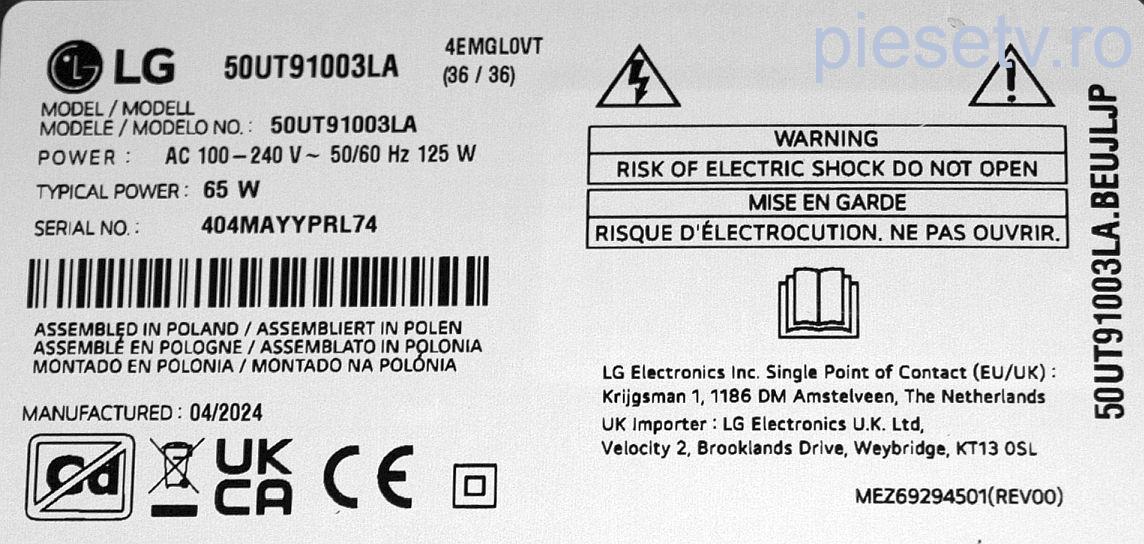 LG 50UT91003LA 4EMGL0VT
(36 / 36)
MODEL / MODELL
MODÈLE / MODELO NO. : 50UT91003LA
POWER : AC 100–240 V~ 50/60 Hz 125 W
TYPICAL POWER : 65 W
SERIAL NO. : 404MAYYPRL74
ASSEMBLED IN POLAND / ASSEMBLIERT IN POLEN
ASSEMBLÉ EN POLOGNE / ASSEMBLATO IN POLONIA
MONTADO EN POLONIA / MONTADO NA POLÓNIA
MANUFACTURED : 04/2024
Cd
UK
CA
CE
piesetv.ro
WARNING
RISK OF ELECTRIC SHOCK DO NOT OPEN
MISE EN GARDE
RISQUE D'ÉLECTROCUTION. NE PAS OUVRIR.
LG Electronics Inc. Single Point of Contact (EU/UK) :
Krijgsman 1, 1186 DM Amstelveen, The Netherlands
UK Importer : LG Electronics U.K. Ltd,
Velocity 2, Brooklands Drive, Weybridge, KT13 0SL
MEZ69294501(REV00)
50UT91003LA.BEUJLJP